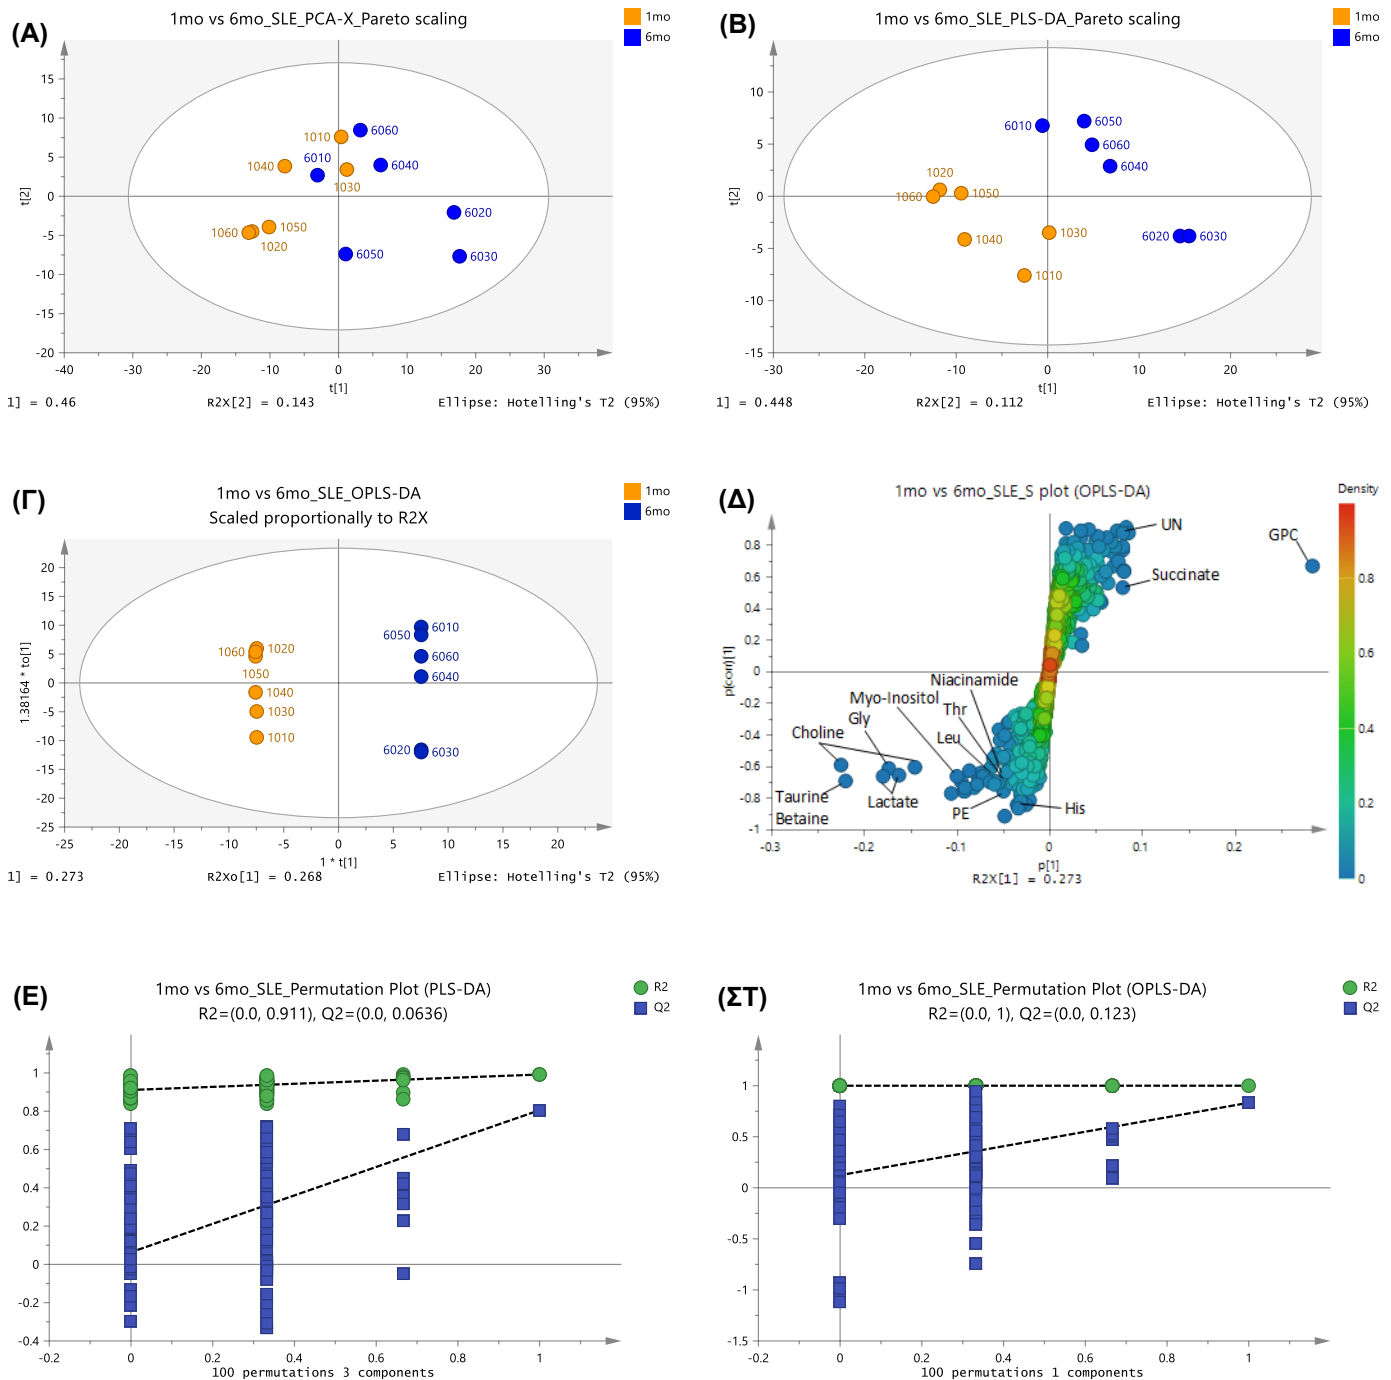 (Α)
1mo vs 6mo_SLE_PCA-X_Pareto scaling
1mo
6mo
15
10
5
0
-5
-10
-15
-20
t[2]
1010
6060
1040
6010
6040
1030
6020
1060
1050
1020
6050
6030
-40
-30
-20
-10
0
10
20
30
t[1]
1] = 0.46
R2X[2] = 0.143
Ellipse: Hotelling's T2 (95%)
(Β)
1mo vs 6mo_SLE_PLS-DA_Pareto scaling
1mo
6mo
10
5
0
-5
-10
-15
t[2]
6010
6050
6060
6040
1020
1060
1050
1040
1030
6020
6030
1010
-30
-20
-10
0
10
20
t[1]
1] = 0.448
R2X[2] = 0.112
Ellipse: Hotelling's T2 (95%)
(Γ)
1mo vs 6mo_SLE_OPLS-DA
Scaled proportionally to R2X
1mo
6mo
20
15
10
5
0
-5
-10
-15
-20
-25
1.38164 * to[1]
1060
1020
1050
1040
1030
1010
6010
6050
6060
6040
6020
6030
-25
-20
-15
-10
-5
0
5
10
15
20
25
1 * t[1]
1] = 0.273
R2Xo[1] = 0.268
Ellipse: Hotelling's T2 (95%)
(Δ)
1mo vs 6mo_SLE_S plot (OPLS-DA)
Density
0.8
0.6
0.4
0.2
0
0.8
0.6
0.4
0.2
0
-0.2
-0.4
-0.6
-0.8
-1
p(corr)[1]
UN
GPC
Succinate
Niacinamide
Myo-Inositol
Thr
Gly
Leu
Choline
Taurine
Betaine
Lactate
PE
His
-0.3
-0.2
-0.1
0
0.1
0.2
p[1]
R2X[1] = 0.273
(Ε)
1mo vs 6mo_SLE_Permutation Plot (PLS-DA)
R2=(0.0, 0.911), Q2=(0.0, 0.0636)
R2
Q2
1
0.8
0.6
0.4
0.2
0
-0.2
-0.4
-0.2
0
0.2
0.4
0.6
0.8
1
100 permutations 3 components
(ΣΤ)
1mo vs 6mo_SLE_Permutation Plot (OPLS-DA)
R2=(0.0, 1), Q2=(0.0, 0.123)
R2
Q2
1
0.5
0
-0.5
-1
-1.5
-0.2
0
0.2
0.4
0.6
0.8
1
100 permutations 1 components